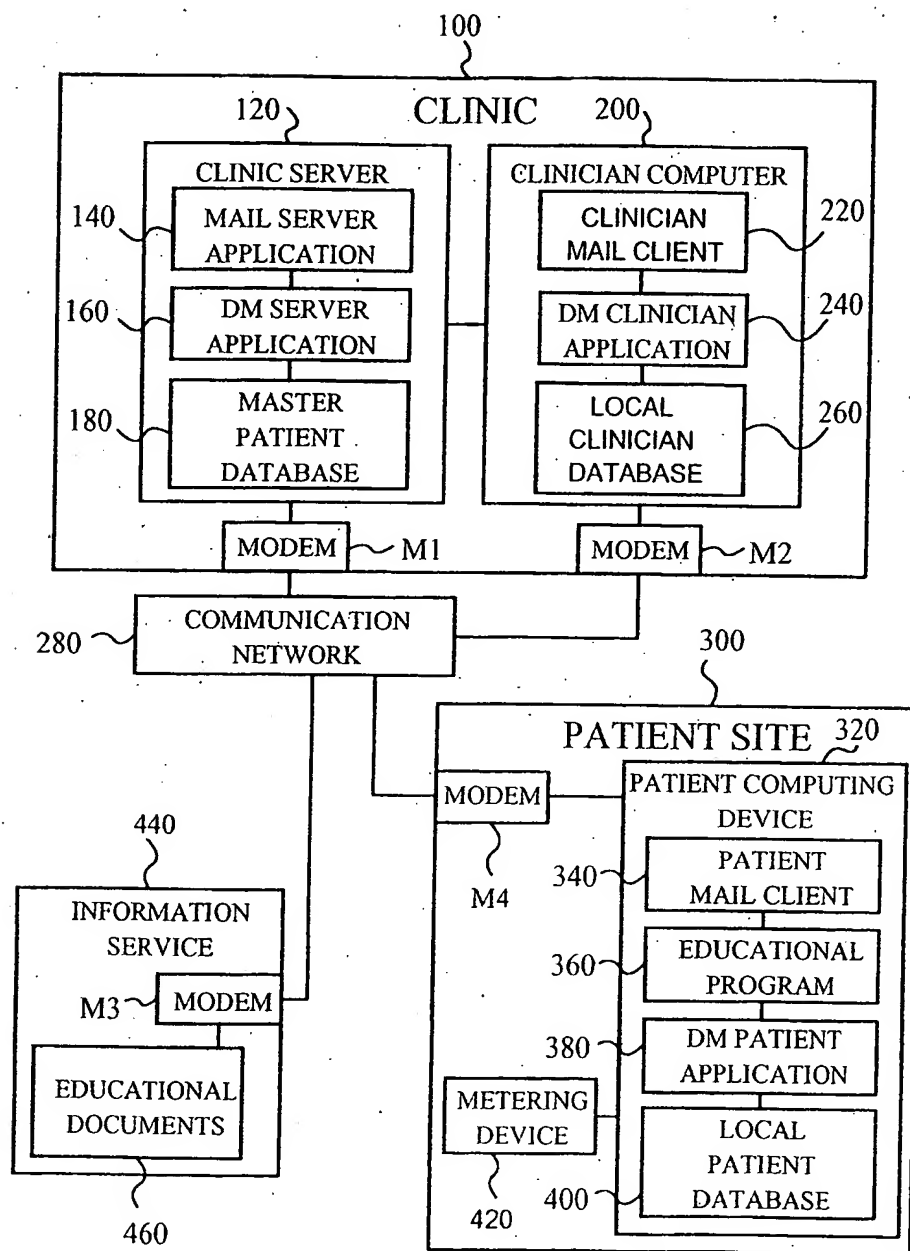 100
CLINIC
120
200
CLINIC SERVER
CLINICIAN COMPUTER
140
MAIL SERVER
APPLICATION
CLINICIAN
MAIL CLIENT
220
160
DM SERVER
APPLICATION
DM CLINICIAN
APPLICATION
240
180
MASTER
PATIENT
DATABASE
LOCAL
CLINICIAN
DATABASE
260
MODEM
M1
MODEM
M2
280
COMMUNICATION
NETWORK
300
PATIENT SITE
320
MODEM
M4
PATIENT COMPUTING
DEVICE
340
PATIENT
MAIL CLIENT
360
EDUCATIONAL
PROGRAM
380
DM PATIENT
APPLICATION
METERING
DEVICE
420
400
LOCAL
PATIENT
DATABASE
440
INFORMATION
SERVICE
M3
MODEM
EDUCATIONAL
DOCUMENTS
460